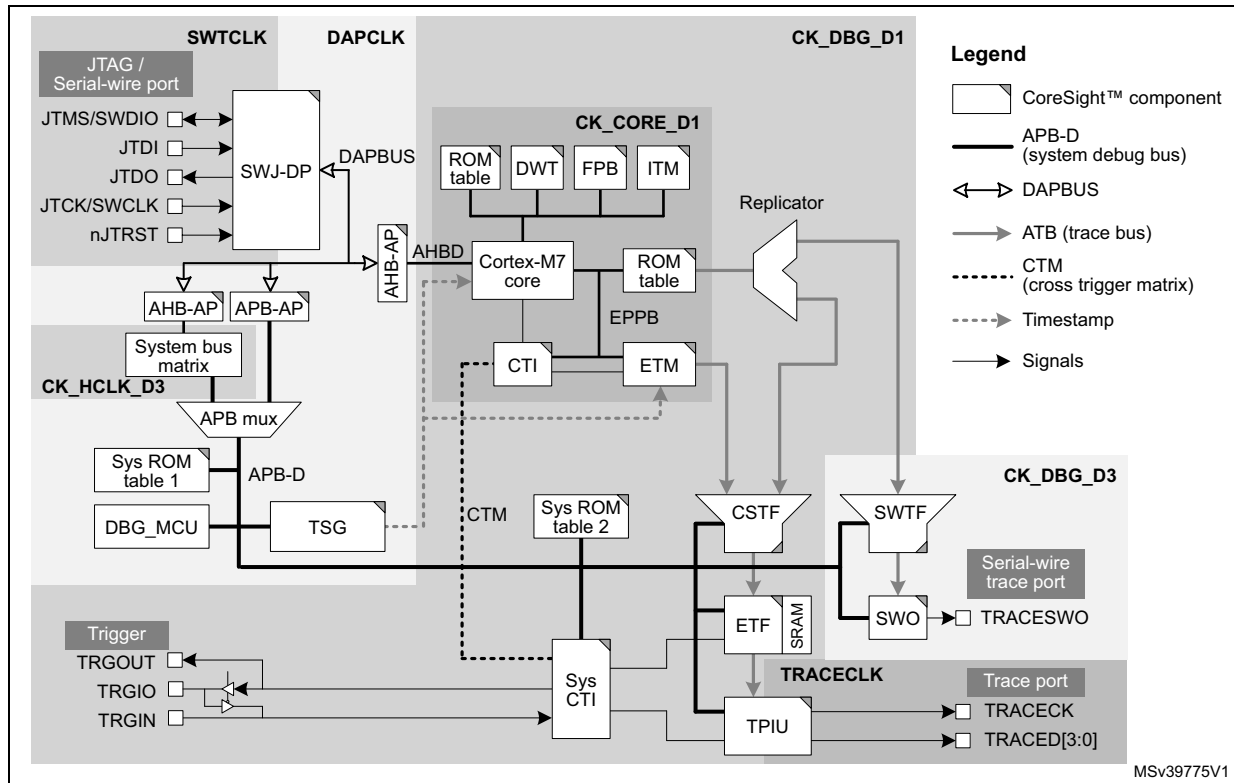 SWTCLK
DAPCLK
CK_DBG_D1
JTAG /
Serial-wire port
JTMS/SWDIO
JTDI
JTDO
JTCK/SWCLK
nJTRST
SWJ-DP
DAPBUS
CK_CORE_D1
ROM
table
DWT
FPB
ITM
Replicator
AHB-AP
AHBD
Cortex-M7
core
ROM
table
EPPB
CTI
ETM
AHB-AP
APB-AP
System bus
matrix
CK_HCLK_D3
APB mux
Sys ROM
table 1
APB-D
DBG_MCU
TSG
CTM
Sys ROM
table 2
CSTF
SWTF
CK_DBG_D3
Serial-wire
trace port
ETF
SRAM
SWO
TRACESWO
Trigger
TRGOUT
TRGIO
TRGIN
Sys
CTI
TRACECLK
TPIU
Trace port
TRACECK
TRACED[3:0]
Legend
CoreSight™ component
APB-D
(system debug bus)
DAPBUS
ATB (trace bus)
CTM
(cross trigger matrix)
Timestamp
Signals
MSv39775V1